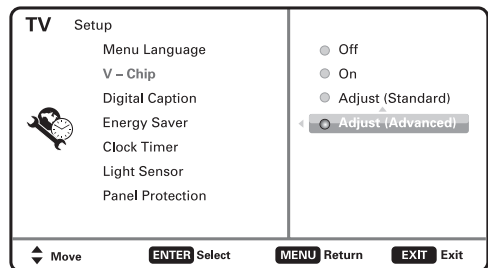 TV Setup
Menu Language
V – Chip
Digital Caption
Energy Saver
Clock Timer
Light Sensor
Panel Protection
Off
On
Adjust (Standard)
Adjust (Advanced)
Move ENTER Select MENU Return EXIT Exit